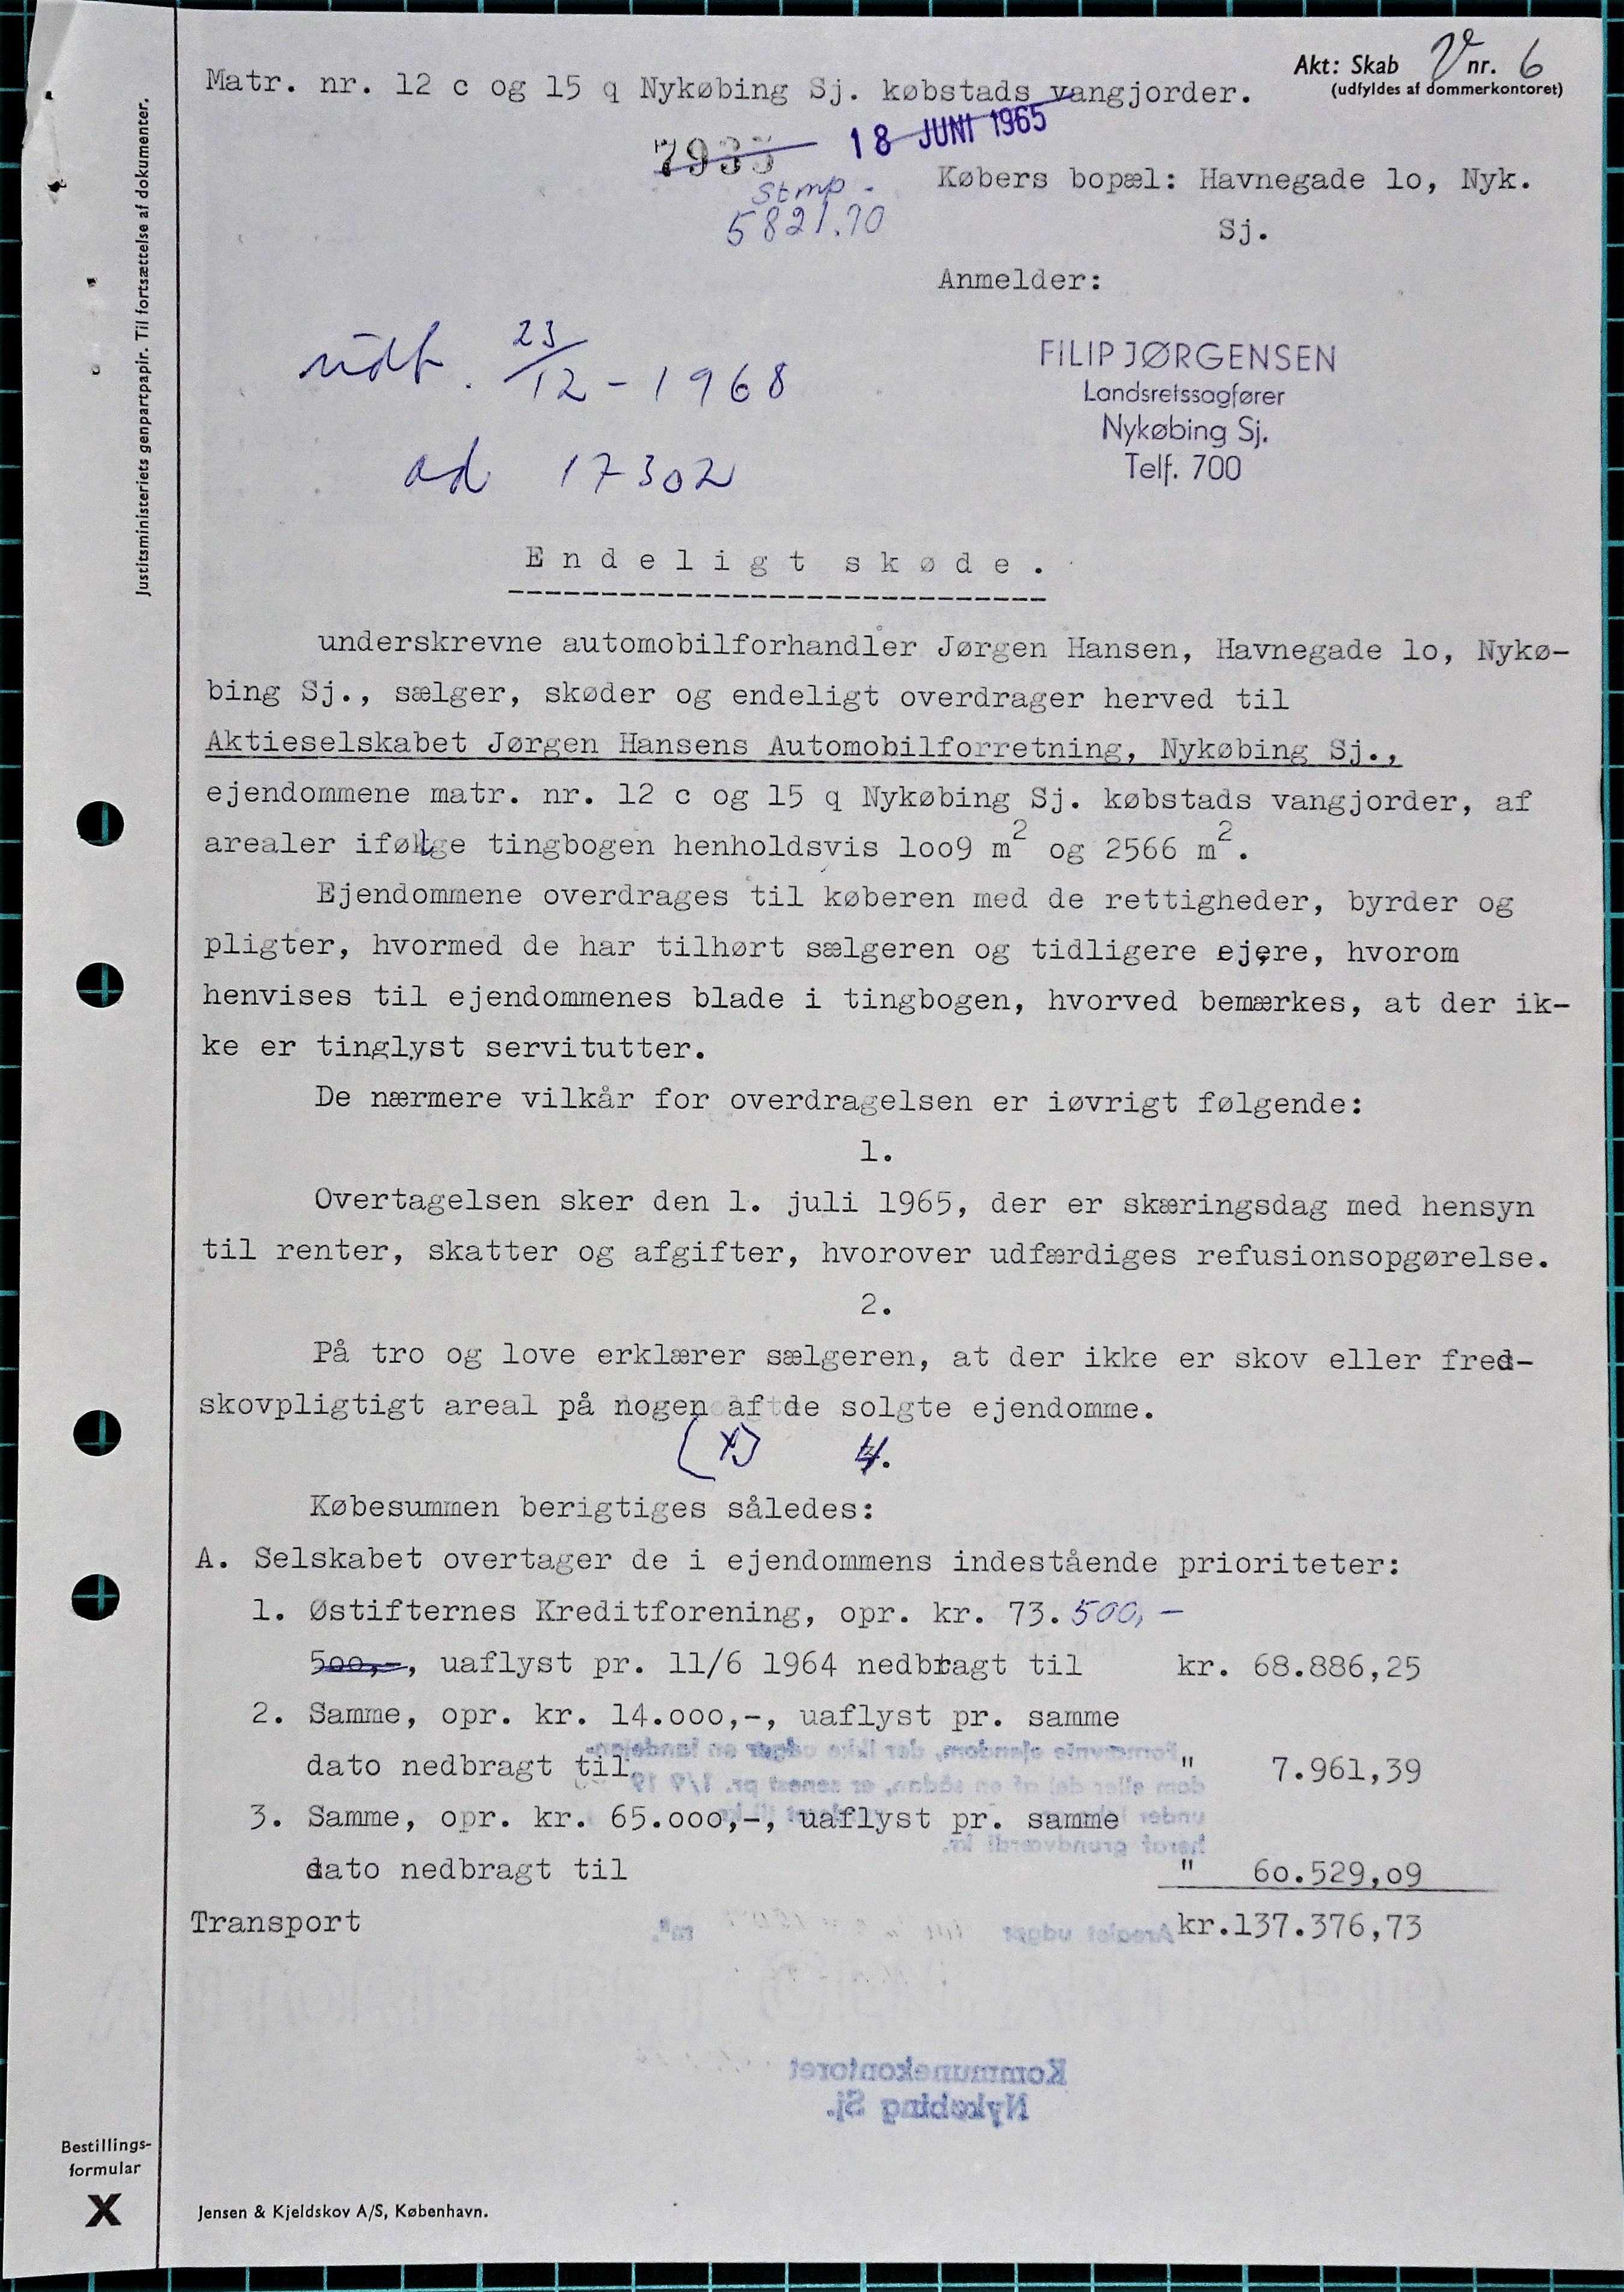 Akt: Skab V nr. 6
(udfyldes af dommerkontoret)
Matr. nr. 12 c og 15 q Nykøbing Sj. købstads vangjorder.
7935 18 JUNI 1965
Stmp.
5821.70
Købers bopæl: Havnegade lo, Nyk.
Sj.
Anmelder:
FILIP JØRGENSEN
Landsretssagfører
Nykøbing Sj.
Telf. 700
udf. 23/12 - 1968
ad 17302
Justitsministeriets genpartpapir. Til fortsættelse af dokumenter.
Endeligt skøde.
underskrevne automobilforhandler Jørgen Hansen, Havnegade lo, Nykø-
bing Sj., sælger, skøder og endeligt overdrager herved til
Aktieselskabet Jørgen Hansens Automobilforretning, Nykøbing Sj.,
ejendommene matr. nr. 12 c og 15 q Nykøbing Sj. købstads vangjorder, af
arealer ifølge tingbogen henholdsvis loo9 m2 og 2566 m2.
Ejendommene overdrages til køberen med de rettigheder, byrder og
pligter, hvormed de har tilhørt sælgeren og tidligere ejere, hvorom
henvises til ejendommenes blade i tingbogen, hvorved bemærkes, at der ik-
ke er tinglyst servitutter.
De nærmere vilkår for overdragelsen er iøvrigt følgende:
1.
Overtagelsen sker den 1. juli 1965, der er skæringsdag med hensyn
til renter, skatter og afgifter, hvorover udfærdiges refusionsopgørelse.
2.
På tro og love erklærer sælgeren, at der ikke er skov eller fred-
skovpligtigt areal på nogen af de solgte ejendomme.
(x) 4.
Købesummen berigtiges således:
A. Selskabet overtager de i ejendommens indestående prioriteter:
1. Østifternes Kreditforening, opr. kr. 73.500,-
500,-, uaflyst pr. 11/6 1964 nedbragt til kr. 68.886,25
2. Samme, opr. kr. 14.ooo,-, uaflyst pr. samme
dato nedbragt til " 7.961,39
3. Samme, opr. kr. 65.ooo,-, uaflyst pr. samme
dato nedbragt til " 6o.529,o9
Transport kr.137.376,73
Kommunekontoret
Nykøbing Sj.
Bestillings-
formular
X
Jensen & Kjeldskov A/S, København.